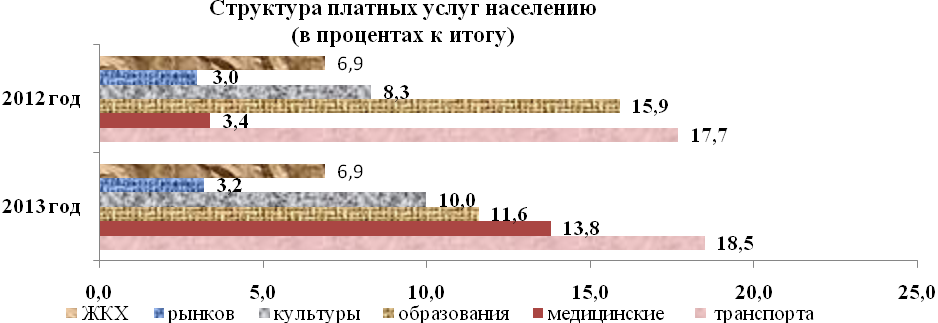 Структура платных услуг населению
(в процентах к итогу)
2012 год
6,9
3,0
8,3
15,9
3,4
17,7
2013 год
6,9
3,2
10,0
11,6
13,8
18,5
0,0 5,0 10,0 15,0 20,0 25,0
ЖКХ рынков культуры образования медицинские транспорта